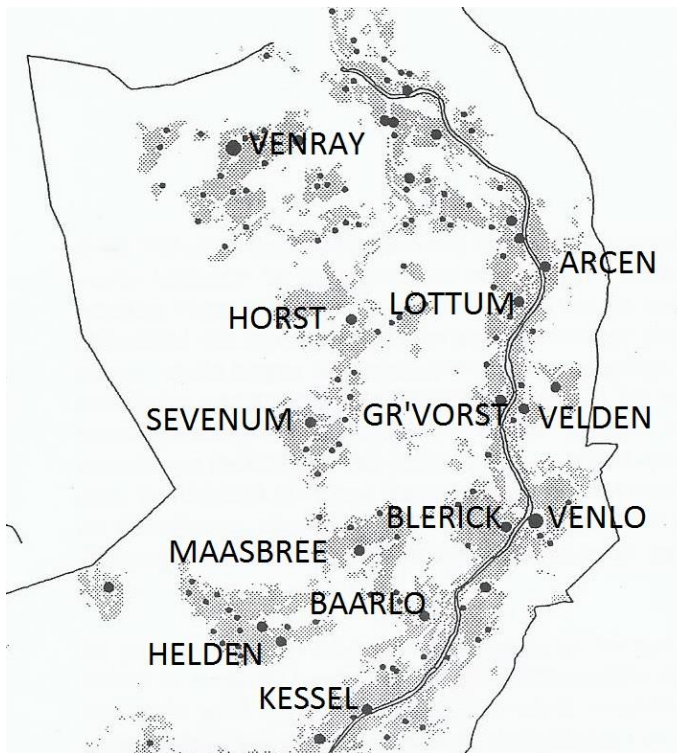 VENRAY
ARCEN
LOTTUM
HORST
SEVENUM
GR'VORST
VELDEN
BLERICK
VENLO
MAASBREE
BAARLO
HELDEN
KESSEL